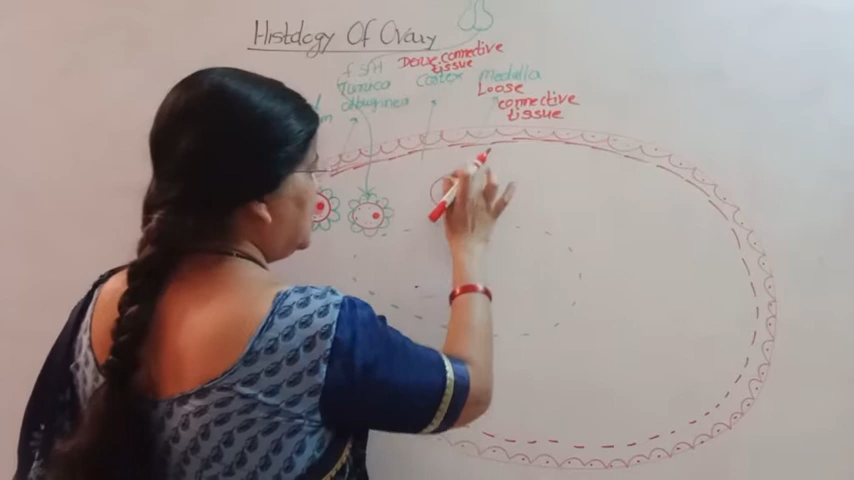 Histology Of Ovary
FSH
Dense connective
tissue
Tunica
Albuginea
Cortex
Medulla
Loose
connective
tissue